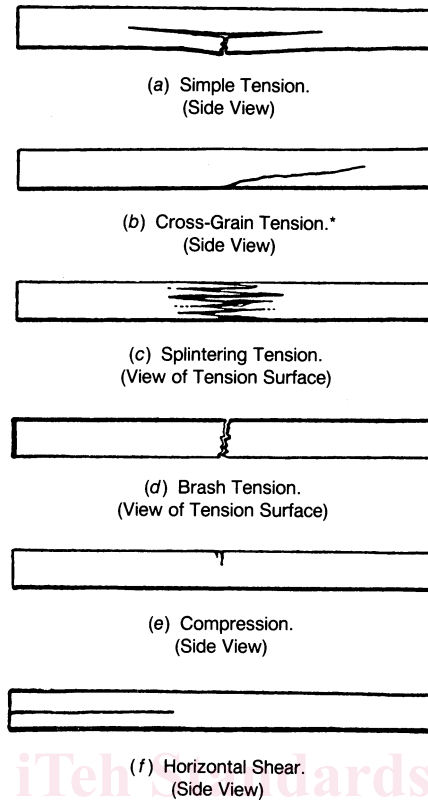 (a) Simple Tension.
(Side View)
(b) Cross-Grain Tension.*
(Side View)
(c) Splintering Tension.
(View of Tension Surface)
(d) Brash Tension.
(View of Tension Surface)
(e) Compression.
(Side View)
iTeh Standards
(f) Horizontal Shear.
(Side View)